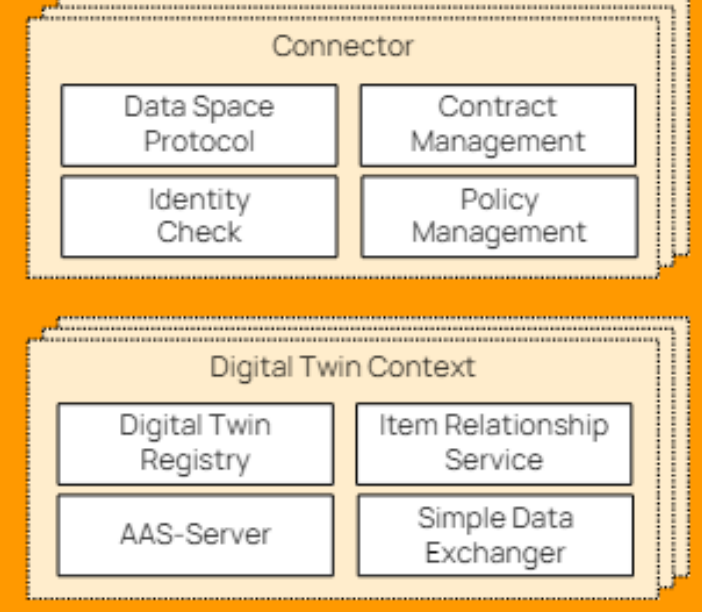 Connector
Data Space
Protocol
Contract
Management
Identity
Check
Policy
Management
Digital Twin Context
Digital Twin
Registry
Item Relationship
Service
AAS-Server
Simple Data
Exchanger